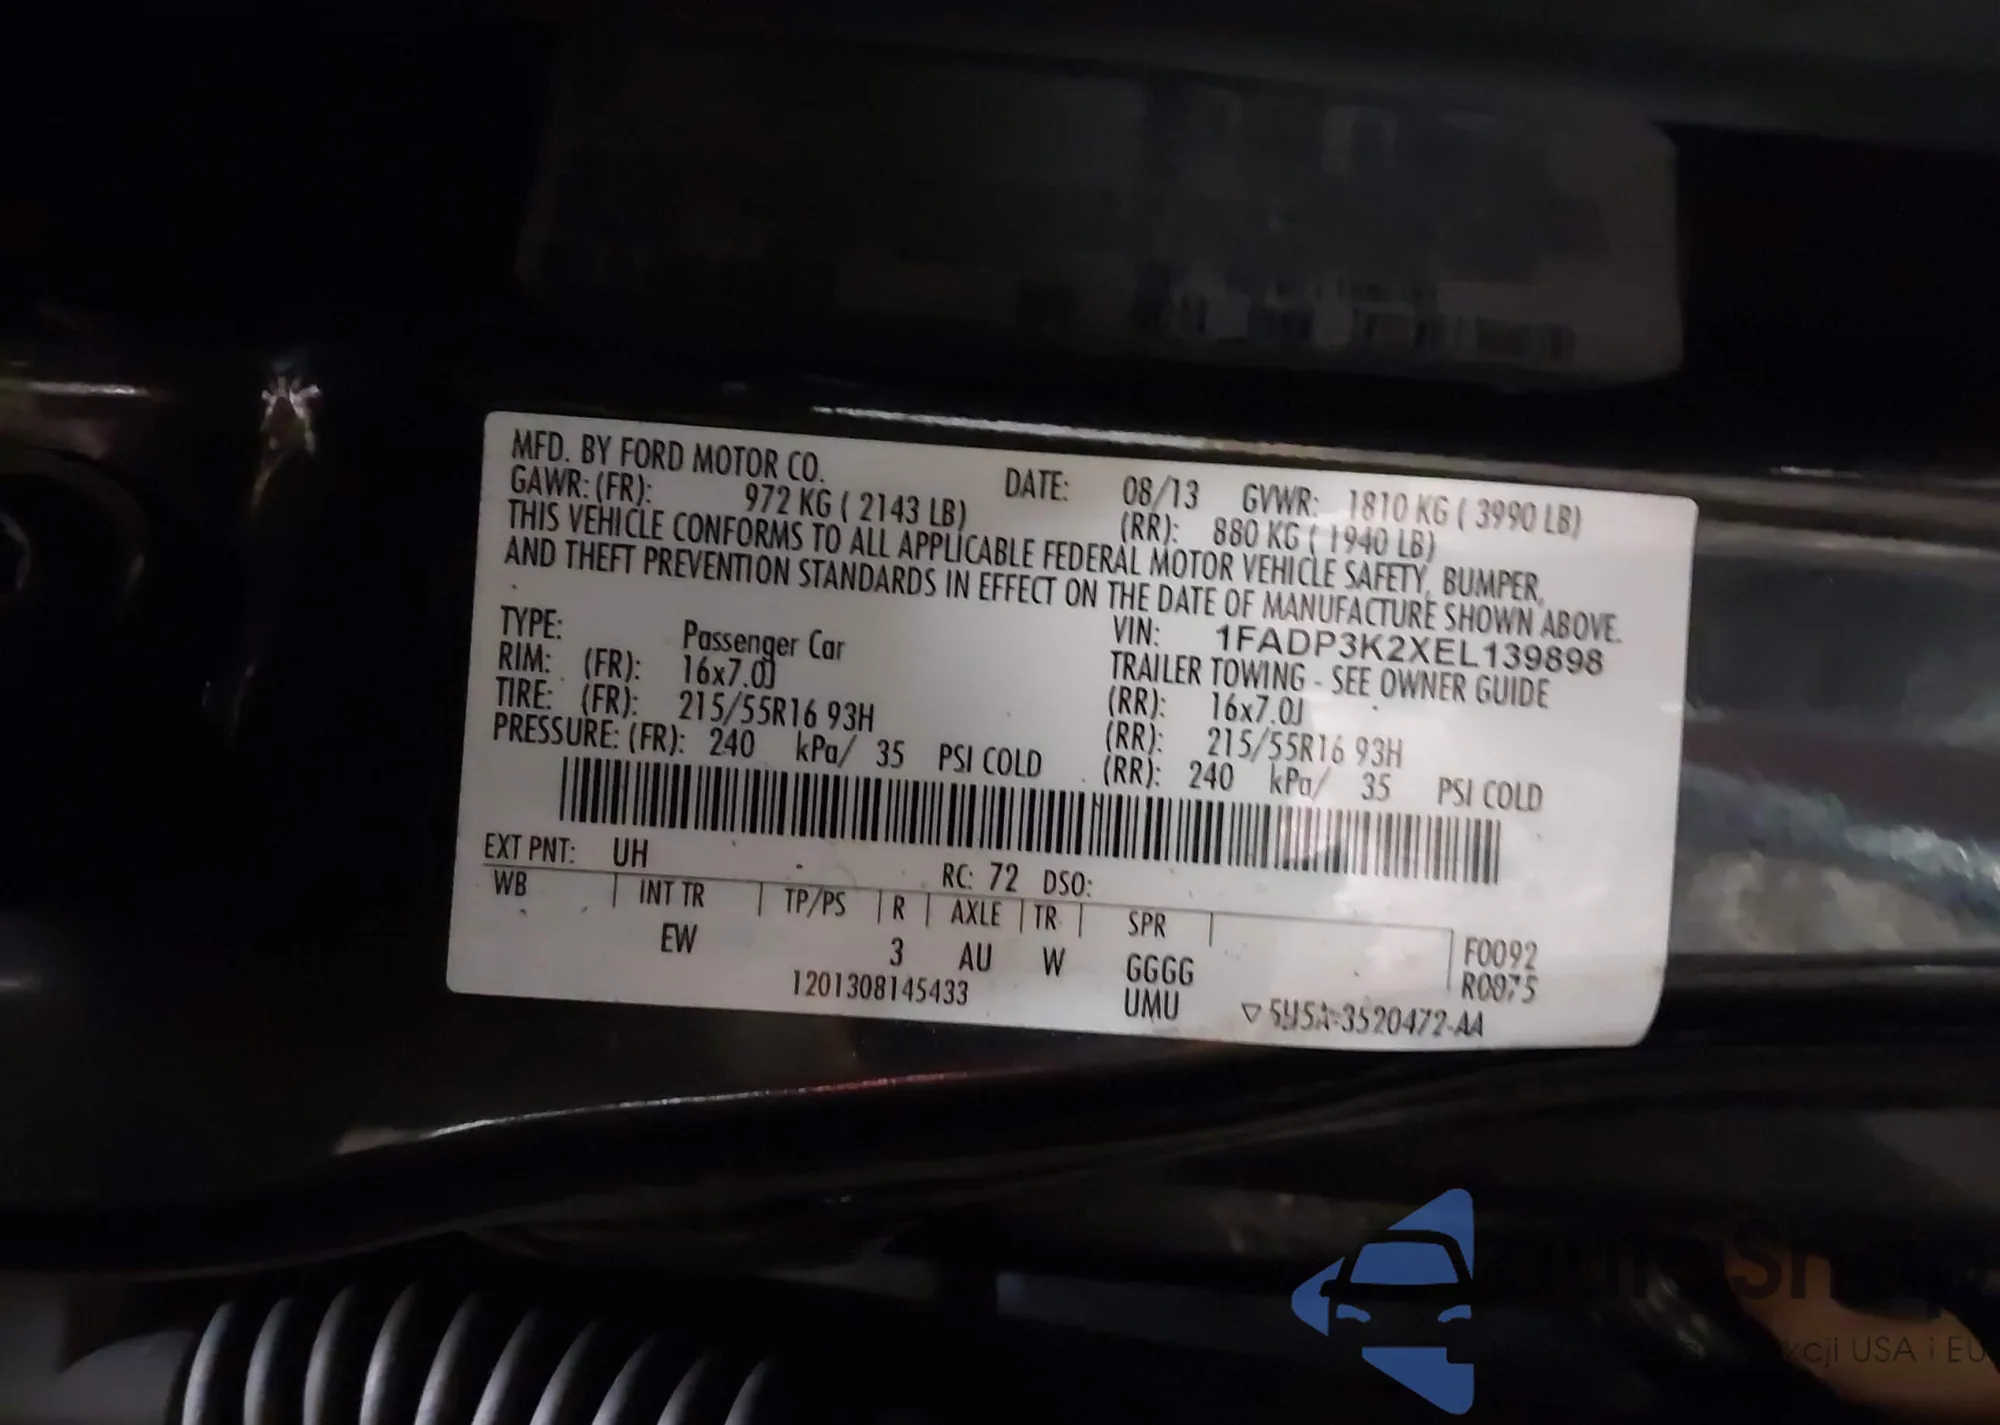 MFD. BY FORD MOTOR CO. DATE: 08/13 GVWR: 1810 KG ( 3990 LB)
GAWR: (FR): 972 KG ( 2143 LB) (RR): 880 KG ( 1940 LB)
THIS VEHICLE CONFORMS TO ALL APPLICABLE FEDERAL MOTOR VEHICLE SAFETY, BUMPER,
AND THEFT PREVENTION STANDARDS IN EFFECT ON THE DATE OF MANUFACTURE SHOWN ABOVE.
VIN: 1FADP3K2XEL139898
TYPE: Passenger Car TRAILER TOWING - SEE OWNER GUIDE
RIM: (FR): 16x7.0J (RR): 16x7.0J
TIRE: (FR): 215/55R16 93H (RR): 215/55R16 93H
PRESSURE: (FR): 240 kPa/ 35 PSI COLD (RR): 240 kPa/ 35 PSI COLD
EXT PNT: UH RC: 72 DSO:
WB INT TR TP/PS R AXLE TR SPR F0092
EW 3 AU W GGGG R0075
1201308145433 UMU ▽ -3520472-AA
USA i EU